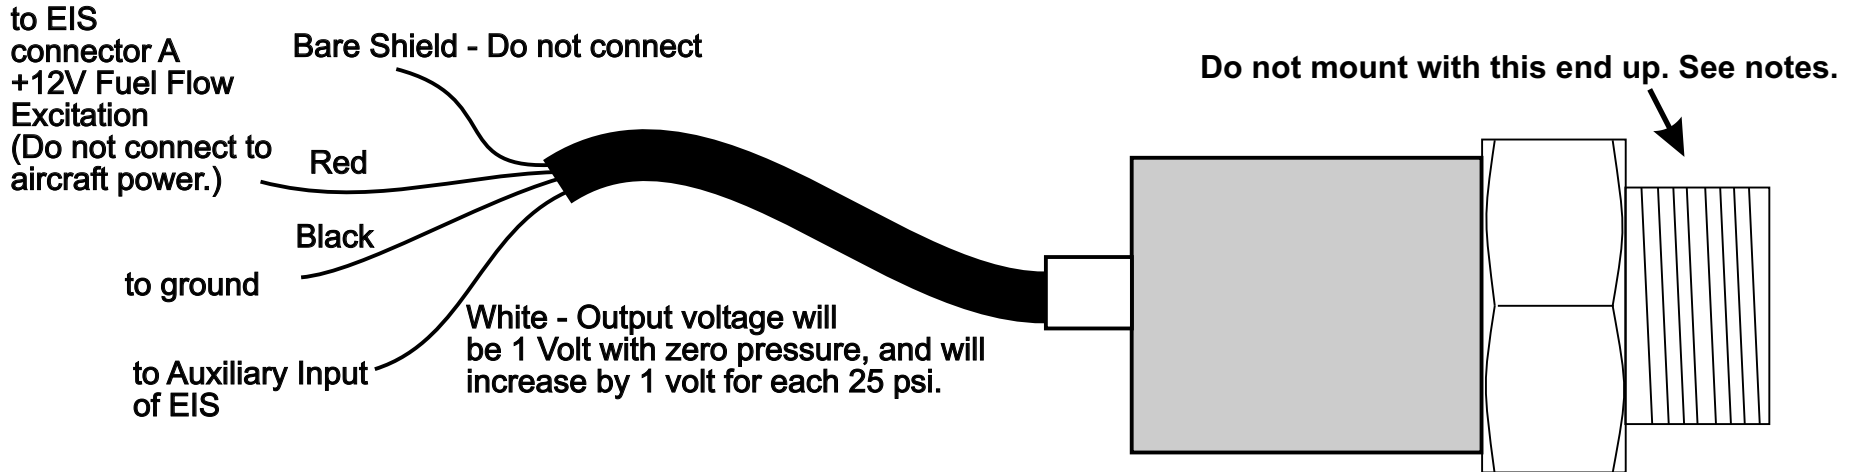 to EIS
connector A
+12V Fuel Flow
Excitation
(Do not connect to
aircraft power.)
Bare Shield - Do not connect
Do not mount with this end up. See notes.
Red
Black
to ground
White - Output voltage will
be 1 Volt with zero pressure, and will
increase by 1 volt for each 25 psi.
to Auxiliary Input
of EIS